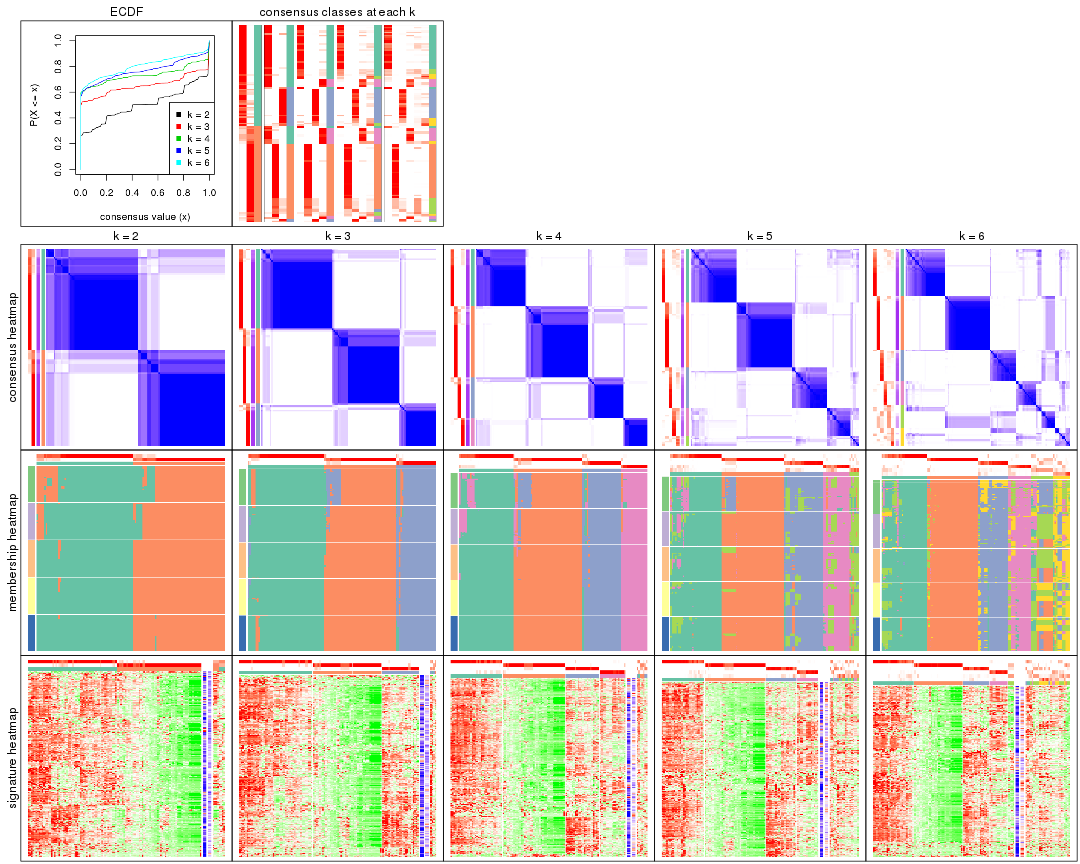 ECDF
consensus classes at each k
P(X <= x)
0.0 0.2 0.4 0.6 0.8 1.0
k = 2
k = 3
k = 4
k = 5
k = 6
0.0 0.2 0.4 0.6 0.8 1.0
consensus value (x)
k = 2 k = 3 k = 4 k = 5 k = 6
consensus heatmap
membership heatmap
signature heatmap